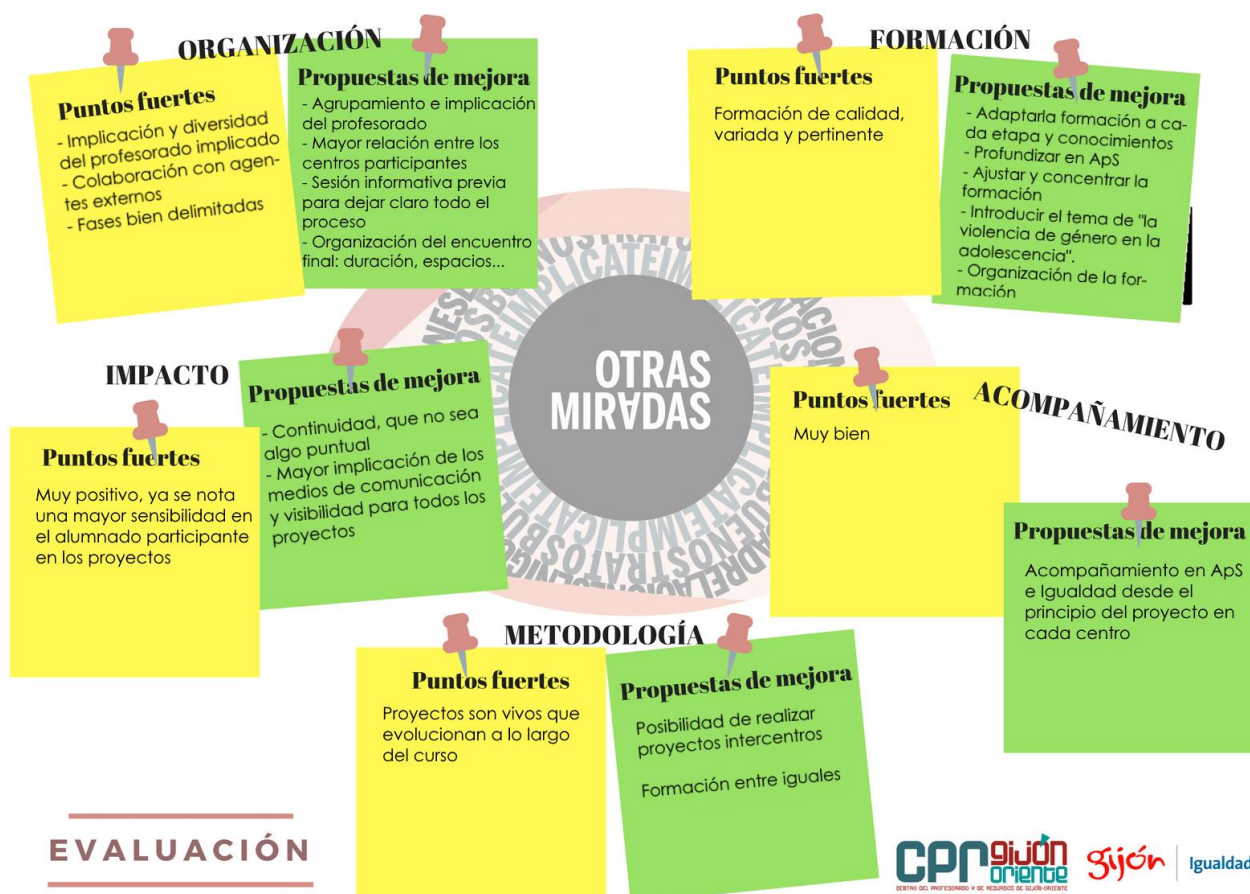 ORGANIZACIÓN
Puntos fuertes
- Implicación y diversidad
del profesorado implicado
- Colaboración con agen-
tes externos
- Fases bien delimitadas
Propuestas de mejora
- Agrupamiento e implicación
del profesorado
- Mayor relación entre los
centros participantes
- Sesión informativa previa
para dejar claro todo el
proceso
- Organización del encuentro
final: duración, espacios...
FORMACIÓN
Puntos fuertes
Formación de calidad,
variada y pertinente
Propuestas de mejora
- Adaptarla formación a ca-
da etapa y conocimientos
- Profundizar en ApS
- Ajustar y concentrar la
formación
- Introducir el tema de "la
violencia de género en la
adolescencia".
- Organización de la for-
mación
IMPACTO
Puntos fuertes
Muy positivo, ya se nota
una mayor sensibilidad en
el alumnado participante
en los proyectos
Propuestas de mejora
- Continuidad, que no sea
algo puntual
- Mayor implicación de los
medios de comunicación
y visibilidad para todos los
proyectos
OTRAS
MIRADAS
ACOMPAÑAMIENTO
Puntos fuertes
Muy bien
Propuestas de mejora
Acompañamiento en ApS
e Igualdad desde el
principio del proyecto en
cada centro
METODOLOGÍA
Puntos fuertes
Proyectos son vivos que
evolucionan a lo largo
del curso
Propuestas de mejora
Posibilidad de realizar
proyectos intercentros
Formación entre iguales
EVALUACIÓN
CPR gijón
oriente
CENTRO DEL PROFESORADO Y DE RECURSOS DE GIJÓN-ORIENTE
gijón
Igualdad